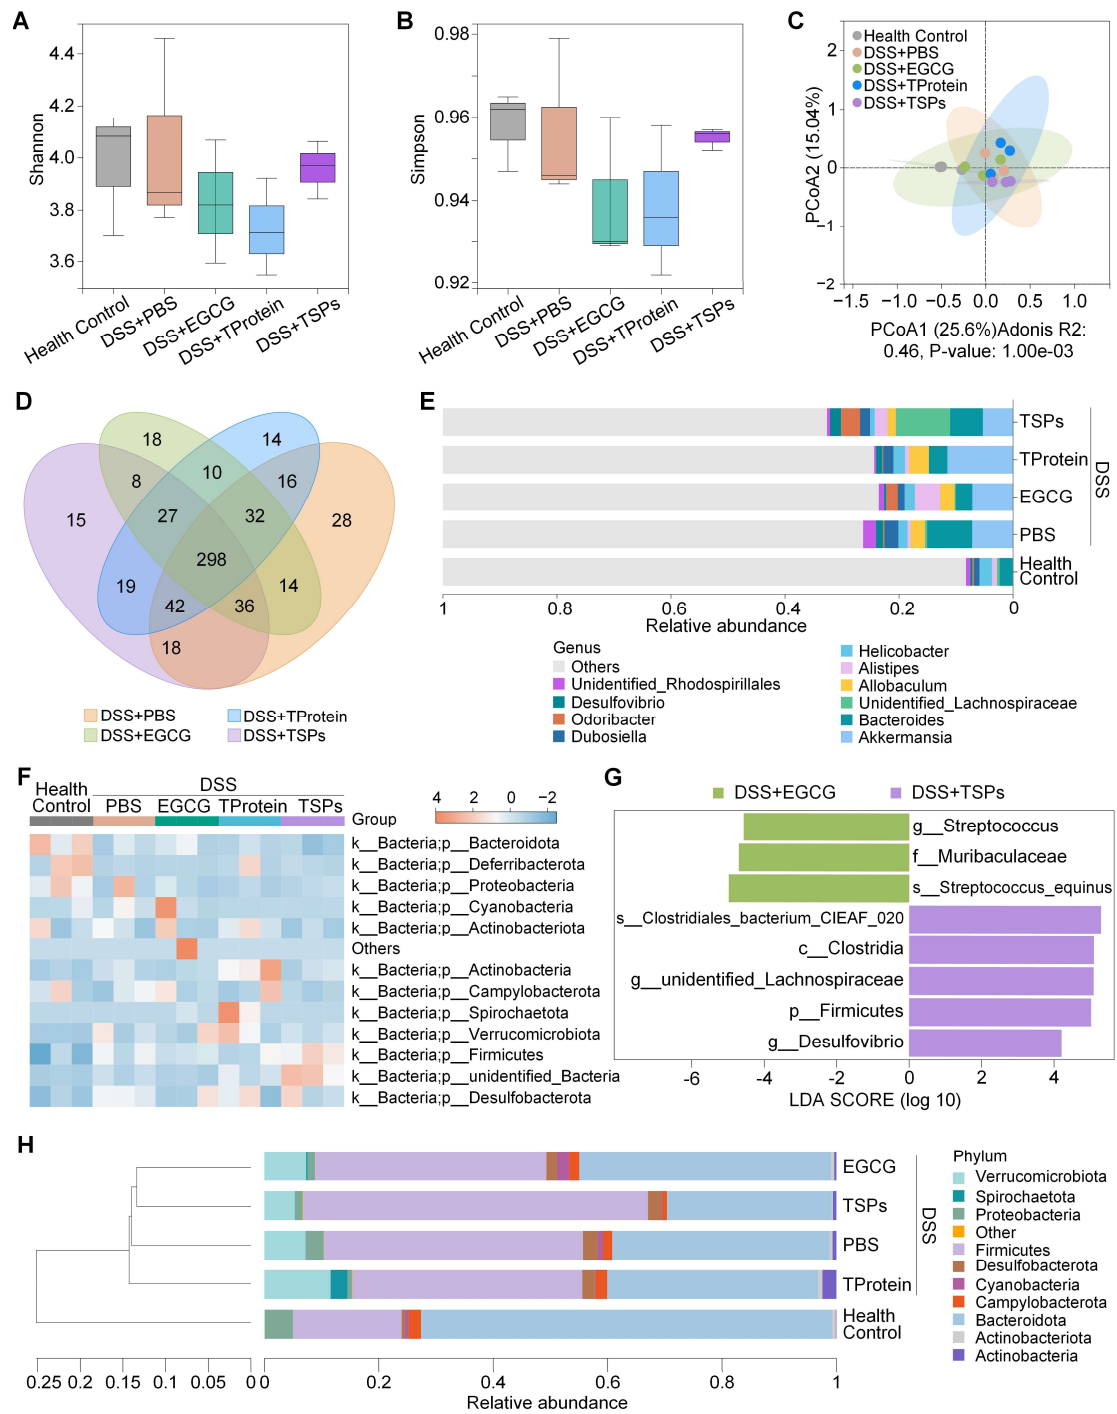 A
Shannon
4.4
4.2
4.0
3.8
3.6
Health Control
DSS+PBS
DSS+EGCG
DSS+TProtein
DSS+TSPs
B
Simpson
0.98
0.96
0.94
0.92
Health Control
DSS+PBS
DSS+EGCG
DSS+TProtein
DSS+TSPs
C
Health Control
DSS+PBS
DSS+EGCG
DSS+TProtein
DSS+TSPs
PCoA2 (15.04%)
2
1
0
−1
−2
−1.5 −1.0 −0.5 0.0 0.5 1.0
PCoA1 (25.6%)Adonis R2:
0.46, P-value: 1.00e-03
D
18 14
8 10 16
15 27 32 28
298
19 14
42 36
18
DSS+PBS DSS+TProtein
DSS+EGCG DSS+TSPs
E
TSPs
TProtein
EGCG
PBS
Health
Control
DSS
1 0.8 0.6 0.4 0.2 0
Relative abundance
Genus
Others
Unidentified_Rhodospirillales
Desulfovibrio
Odoribacter
Dubosiella
Helicobacter
Alistipes
Allobaculum
Unidentified_Lachnospiraceae
Bacteroides
Akkermansia
F
Health
Control
DSS
PBS EGCG TProtein TSPs
4 2 0 −2
Group
k__Bacteria;p__Bacteroidota
k__Bacteria;p__Deferribacterota
k__Bacteria;p__Proteobacteria
k__Bacteria;p__Cyanobacteria
k__Bacteria;p__Actinobacteriota
Others
k__Bacteria;p__Actinobacteria
k__Bacteria;p__Campylobacterota
k__Bacteria;p__Spirochaetota
k__Bacteria;p__Verrucomicrobiota
k__Bacteria;p__Firmicutes
k__Bacteria;p__unidentified_Bacteria
k__Bacteria;p__Desulfobacterota
G
DSS+EGCG DSS+TSPs
g__Streptococcus
f__Muribaculaceae
s__Streptococcus_equinus
s__Clostridiales_bacterium_CIEAF_020
c__Clostridia
g__unidentified_Lachnospiraceae
p__Firmicutes
g__Desulfovibrio
-6 -4 -2 0 2 4
LDA SCORE (log 10)
H
EGCG
TSPs
PBS
TProtein
Health
Control
DSS
0.25 0.2 0.15 0.1 0.05 0
0 0.2 0.4 0.6 0.8 1
Relative abundance
Phylum
Verrucomicrobiota
Spirochaetota
Proteobacteria
Other
Firmicutes
Desulfobacterota
Cyanobacteria
Campylobacterota
Bacteroidota
Actinobacteriota
Actinobacteria